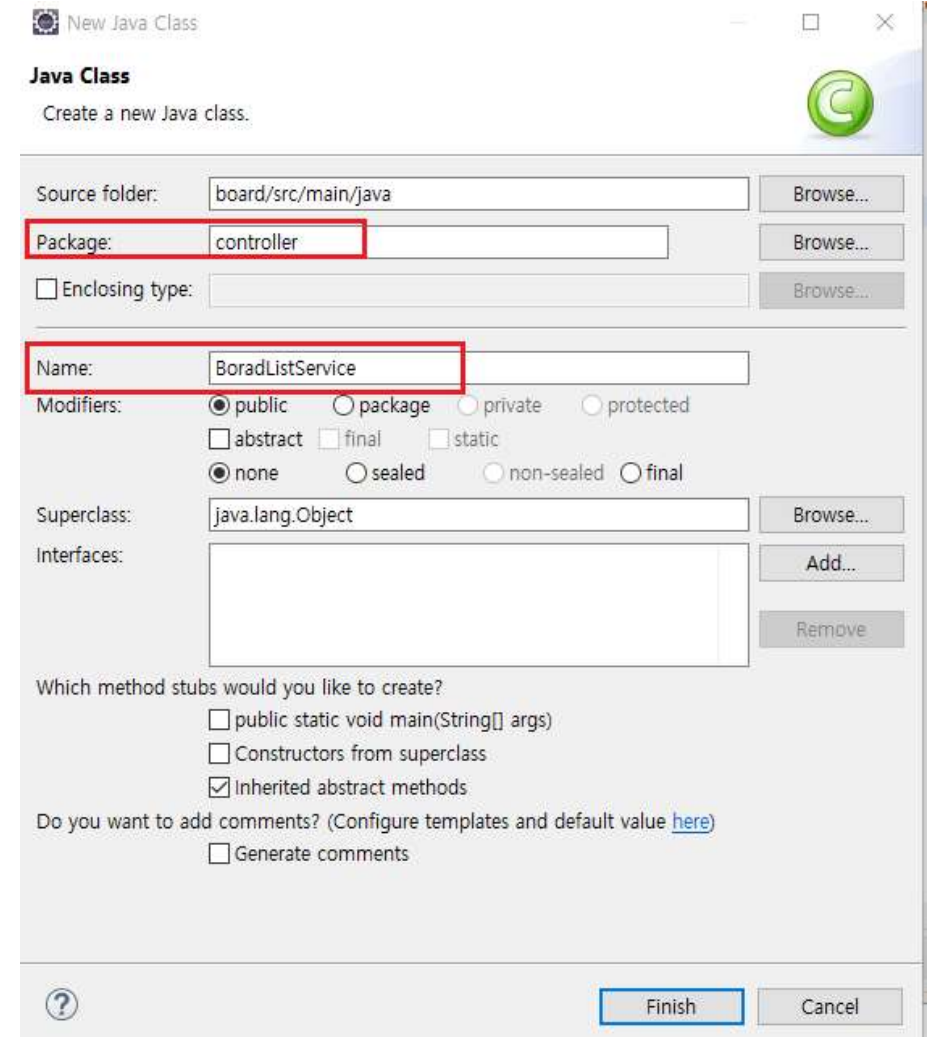 New Java Class
Java Class
Create a new Java class.
Source folder: board/src/main/java Browse...
Package: controller Browse...
Enclosing type: Browse...
Name: BoradListService
Modifiers: public package private protected
abstract final static
none sealed non-sealed final
Superclass: java.lang.Object Browse...
Interfaces: Add...
Remove
Which method stubs would you like to create?
public static void main(String[] args)
Constructors from superclass
Inherited abstract methods
Do you want to add comments? (Configure templates and default value here)
Generate comments
Finish Cancel